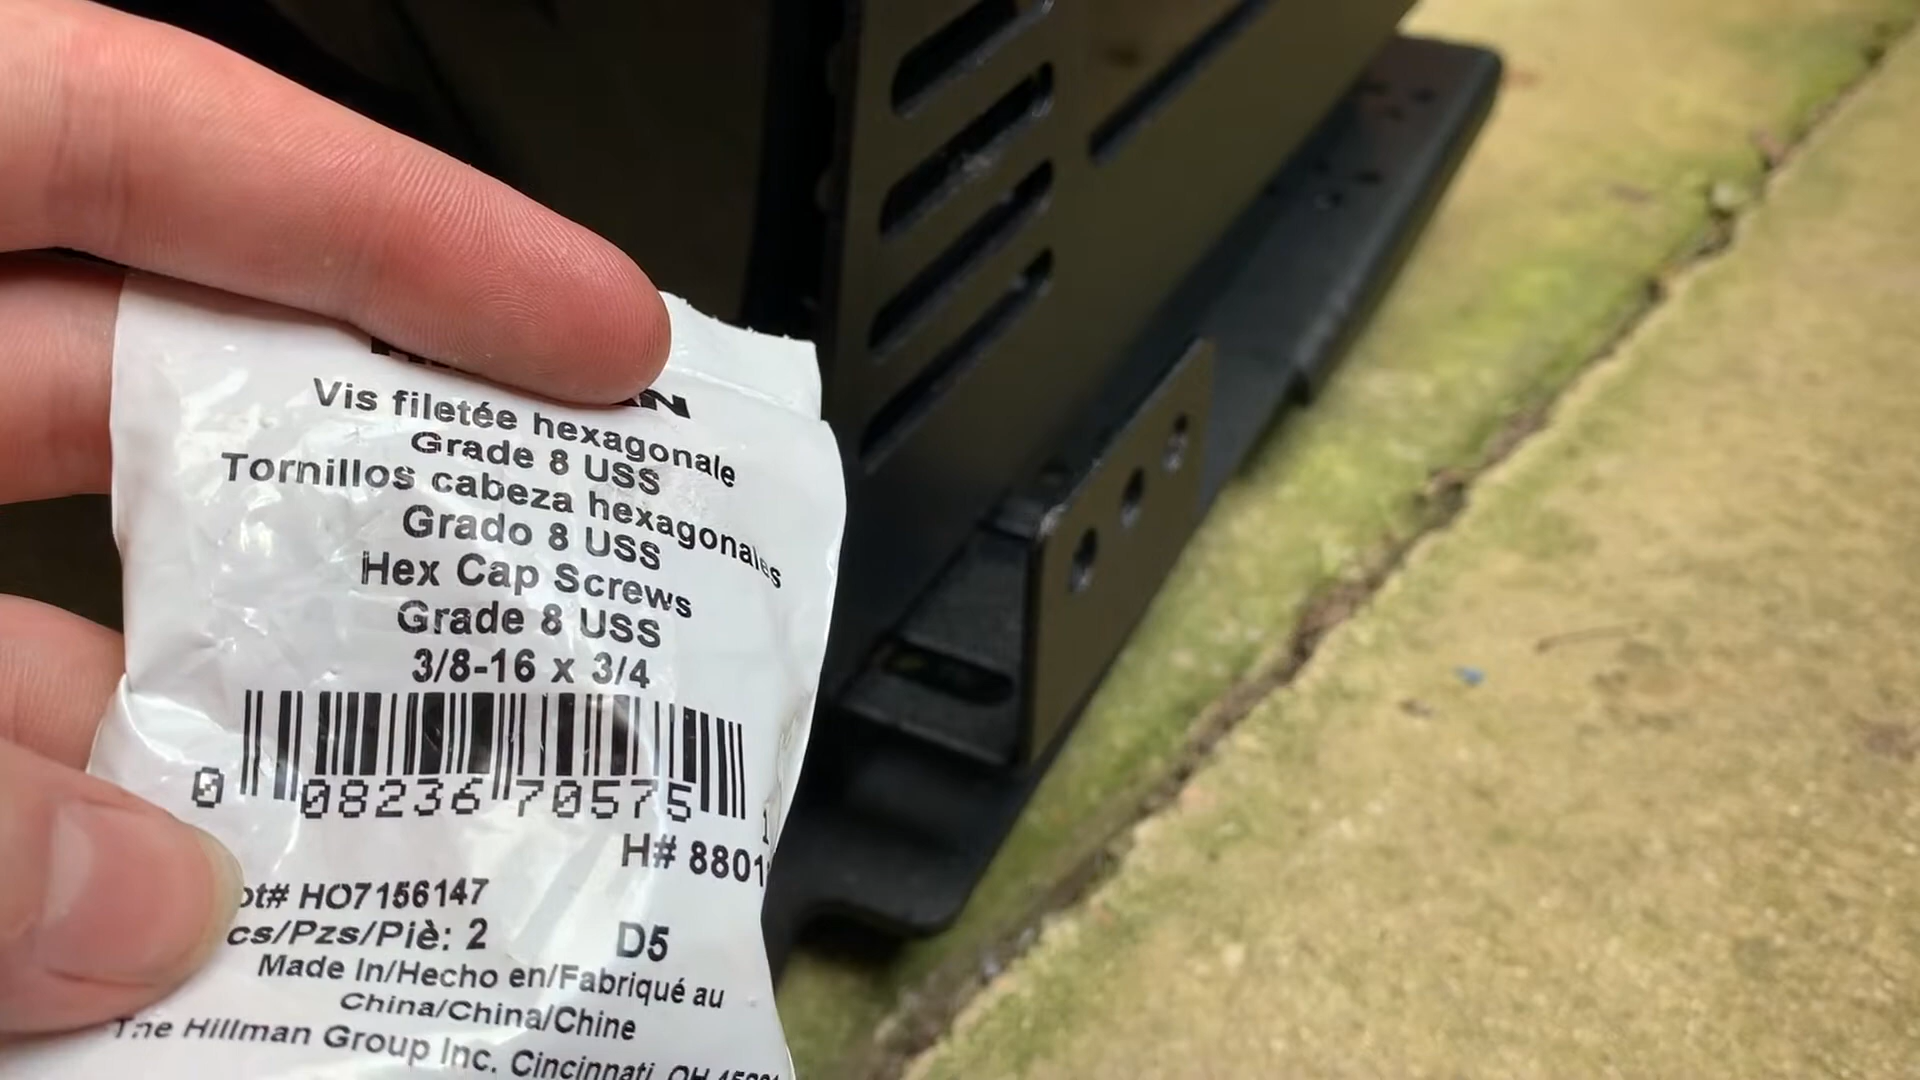 Vis filetée hexagonale
Grade 8 USS
Tornillos cabeza hexagonales
Grado 8 USS
Hex Cap Screws
Grade 8 USS
3/8-16 x 3/4
0 08236 70575
H# 8801
HO7156147
2 D5
Made In/Hecho en/Fabriqué au
China/China/Chine
The Hillman Group Inc. Cincinnati, OH